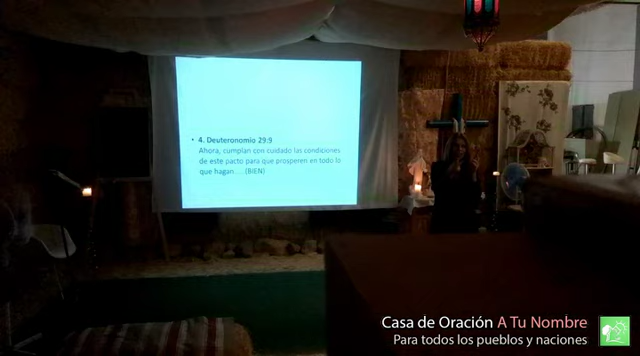 • 4. Deuteronomio 29:9
Ahora, cumplan con cuidado las condiciones
de este pacto para que prosperen en todo lo
que hagan.... (BIEN)
Casa de Oración A Tu Nombre
Para todos los pueblos y naciones